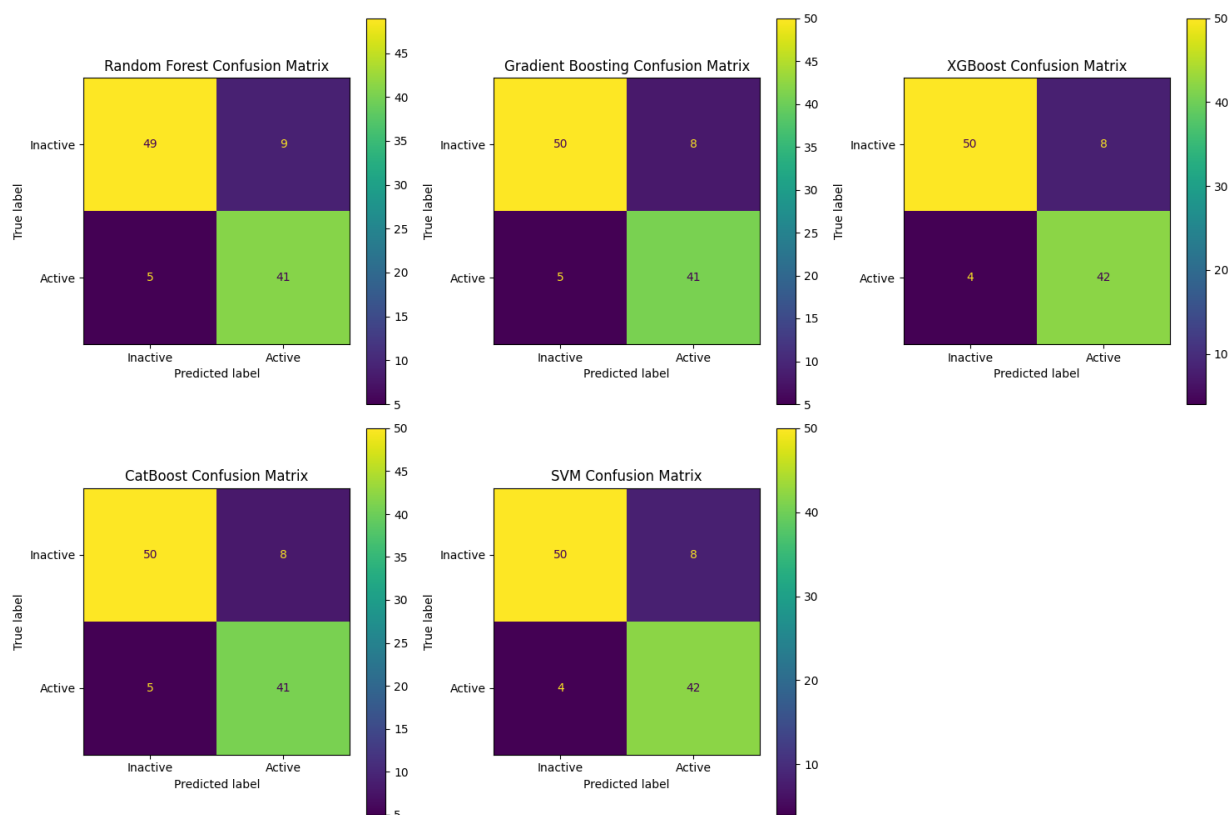 Random Forest Confusion Matrix
True label
Inactive
Active
49
9
5
41
Inactive
Active
Predicted label
45
40
35
30
25
20
15
10
5
Gradient Boosting Confusion Matrix
True label
Inactive
Active
50
8
5
41
Inactive
Active
Predicted label
50
45
40
35
30
25
20
15
10
5
XGBoost Confusion Matrix
True label
Inactive
Active
50
8
4
42
Inactive
Active
Predicted label
50
40
30
20
10
CatBoost Confusion Matrix
True label
Inactive
Active
50
8
5
41
Inactive
Active
Predicted label
50
45
40
35
30
25
20
15
10
5
SVM Confusion Matrix
True label
Inactive
Active
50
8
4
42
Inactive
Active
Predicted label
50
40
30
20
10